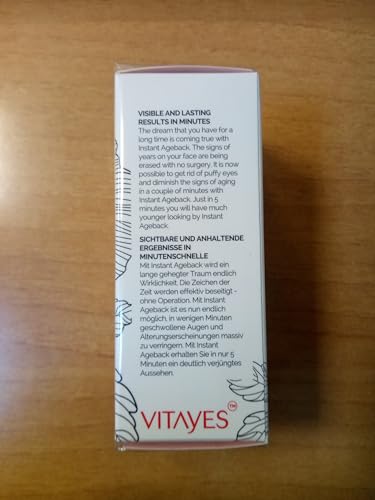 VISIBLE AND LASTING
RESULTS IN MINUTES
The dream that you have for a
long time is coming true with
Instant Ageback. The signs of
years on your face are being
erased with no surgery. It is now
possible to get rid of puffy eyes
and diminish the signs of aging
in a couple of minutes with
Instant Ageback. Just in 5
minutes you will have much
younger looking by Instant
Ageback.
SICHTBARE UND ANHALTENDE
ERGEBNISSE IN
MINUTENSCHNELLE
Mit Instant Ageback wird ein
lange gehegter Traum endlich
Wirklichkeit. Die Zeichen der
Zeit werden effektiv beseitigt -
ohne Operation. Mit Instant
Ageback ist es nun endlich
möglich, in wenigen Minuten
geschwollene Augen und
Alterungserscheinungen massiv
zu verringern. Mit Instant
Ageback erhalten Sie in nur 5
Minuten ein deutlich verjüngtes
Aussehen.
VITAYES™